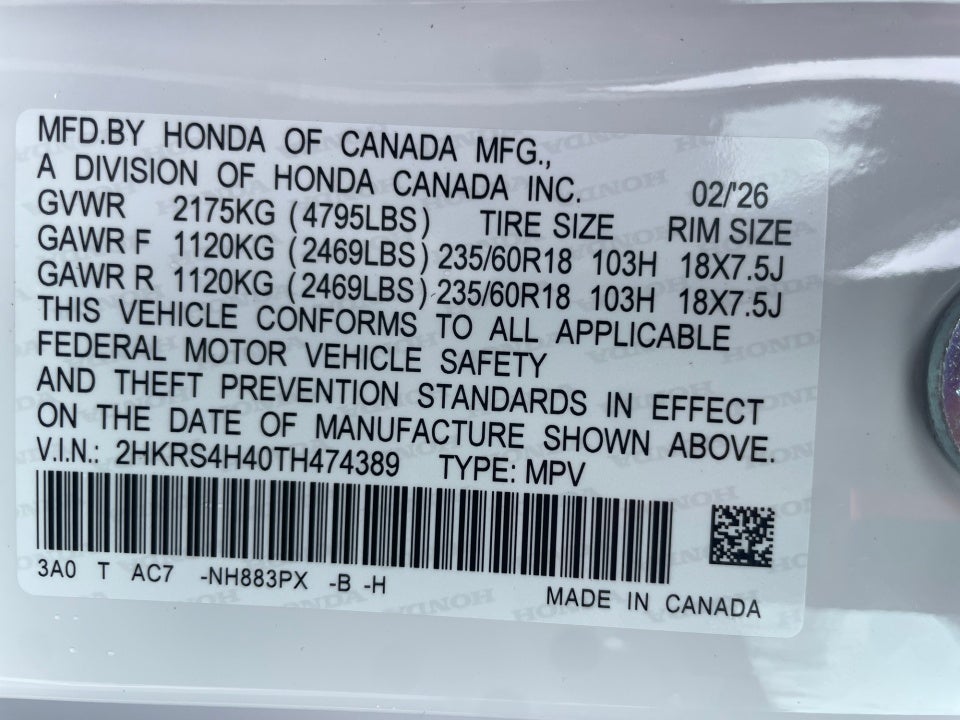 MFD.BY HONDA OF CANADA MFG.,
A DIVISION OF HONDA CANADA INC. 02/'26
GVWR 2175KG (4795LBS) TIRE SIZE RIM SIZE
GAWR F 1120KG (2469LBS) 235/60R18 103H 18X7.5J
GAWR R 1120KG (2469LBS) 235/60R18 103H 18X7.5J
THIS VEHICLE CONFORMS TO ALL APPLICABLE
FEDERAL MOTOR VEHICLE SAFETY
AND THEFT PREVENTION STANDARDS IN EFFECT
ON THE DATE OF MANUFACTURE SHOWN ABOVE.
V.I.N.: 2HKRS4H40TH474389 TYPE: MPV
3A0 T AC7 -NH883PX -B -H
MADE IN CANADA